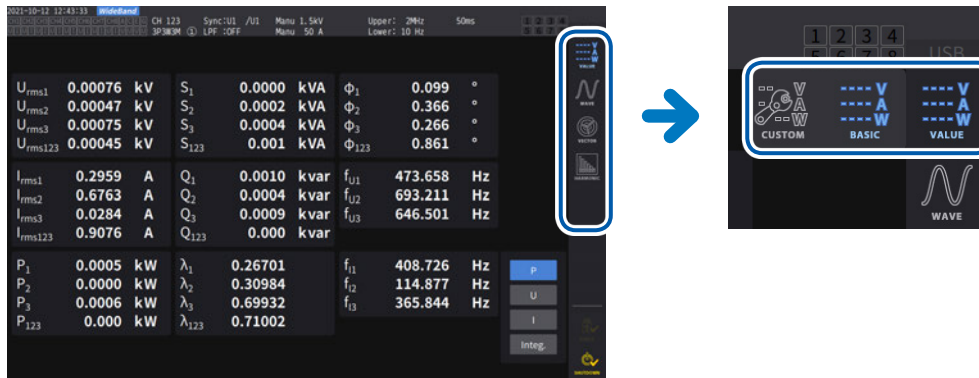 2021-10-12 12:43:33 WideBand CH 123 Sync:U1 /U1 Manu 1.5kV Upper: 2MHz 50ms
3P3W3M ① LPF :OFF Manu 50 A Lower: 10 Hz
VALUE
WAVE
VECTOR
HARMONIC
Urms1 0.00076 kV S1 0.0000 kVA Φ1 0.099 °
Urms2 0.00047 kV S2 0.0002 kVA Φ2 0.366 °
Urms3 0.00075 kV S3 0.0004 kVA Φ3 0.266 °
Urms123 0.00045 kV S123 0.001 kVA Φ123 0.861 °
Irms1 0.2959 A Q1 0.0010 kvar fU1 473.658 Hz
Irms2 0.6763 A Q2 0.0004 kvar fU2 693.211 Hz
Irms3 0.0284 A Q3 0.0009 kvar fU3 646.501 Hz
Irms123 0.9076 A Q123 0.000 kvar
P1 0.0005 kW λ1 0.26701 fI1 408.726 Hz
P2 0.0000 kW λ2 0.30984 fI2 114.877 Hz
P3 0.0006 kW λ3 0.69932 fI3 365.844 Hz
P123 0.000 kW λ123 0.71002
P
U
I
Integ.
SHUTDOWN
1 2 3 4
5 6 7 8 USB
V V V
A A A
W W W
CUSTOM BASIC VALUE
WAVE